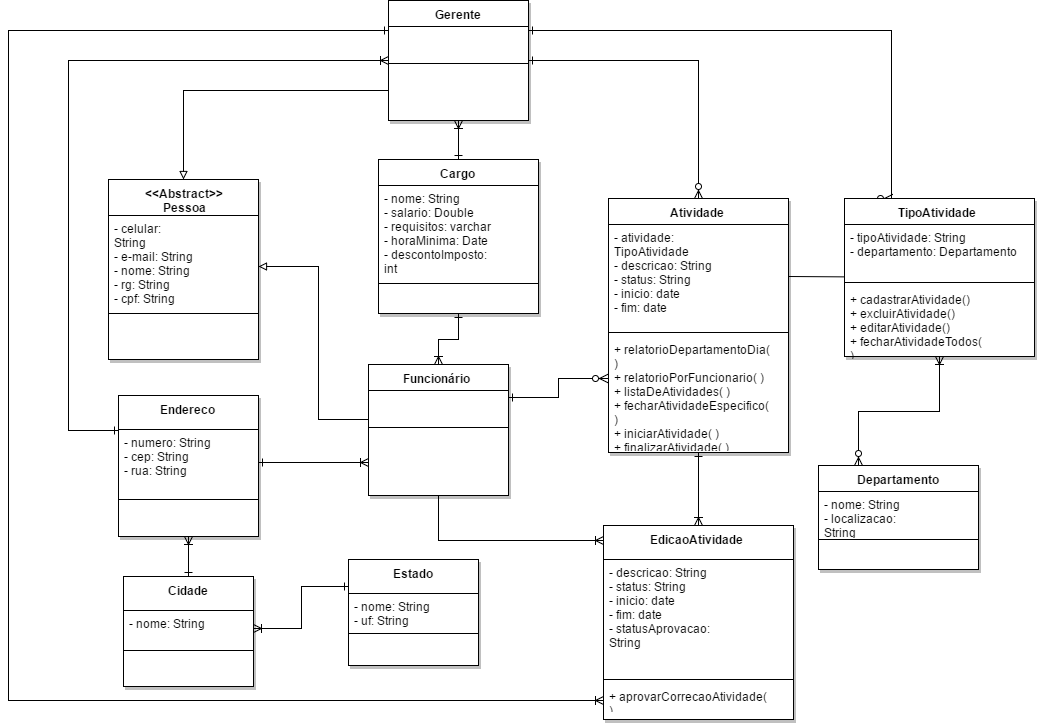 Gerente
Cargo
- nome: String
- salario: Double
- requisitos: varchar
- horaMinima: Date
- descontoImposto:
int
<<Abstract>>
Pessoa
- celular:
String
- e-mail: String
- nome: String
- rg: String
- cpf: String
Atividade
- atividade:
TipoAtividade
- descricao: String
- status: String
- inicio: date
- fim: date
+ relatorioDepartamentoDia(
)
+ relatorioPorFuncionario( )
+ listaDeAtividades( )
+ fecharAtividadeEspecifico(
)
+ iniciarAtividade( )
+ finalizarAtividade( )
TipoAtividade
- tipoAtividade: String
- departamento: Departamento
+ cadastrarAtividade()
+ excluirAtividade()
+ editarAtividade()
+ fecharAtividadeTodos(
)
Funcionário
Endereco
- numero: String
- cep: String
- rua: String
Departamento
- nome: String
- localizacao:
String
EdicaoAtividade
- descricao: String
- status: String
- inicio: date
- fim: date
- statusAprovacao:
String
+ aprovarCorrecaoAtividade(
)
Estado
- nome: String
- uf: String
Cidade
- nome: String